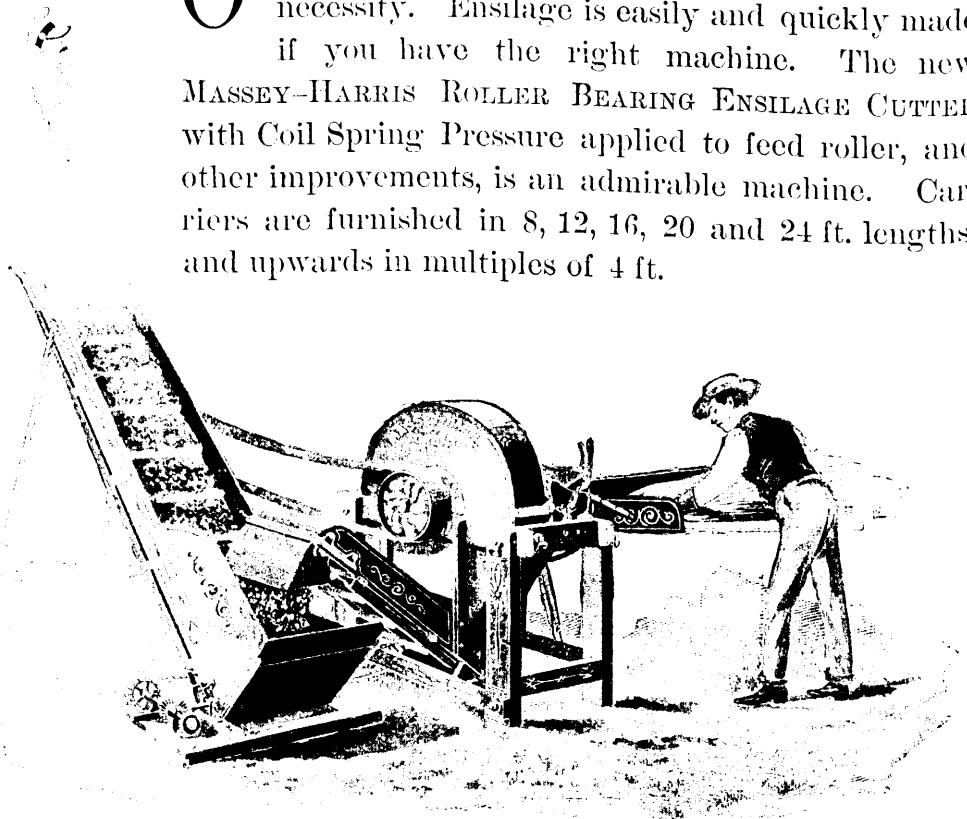 O necessity. Ensilage is easily and quickly made
if you have the right machine. The new
MASSEY-HARRIS ROLLER BEARING ENSILAGE CUTTER
with Coil Spring Pressure applied to feed roller, and
other improvements, is an admirable machine. Car
riers are furnished in 8, 12, 16, 20 and 24 ft. lengths
and upwards in multiples of 4 ft.